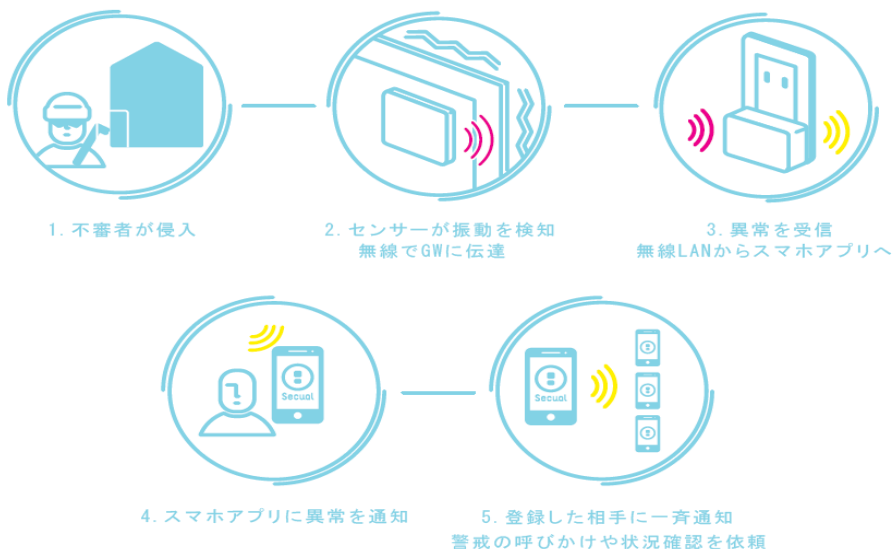 1. 不審者が侵入
2. センサーが振動を検知
無線でGWに伝達
3. 異常を受信
無線LANからスマホアプリへ
Secual
4. スマホアプリに異常を通知
Secual
5. 登録した相手に一斉通知
警戒の呼びかけや状況確認を依頼